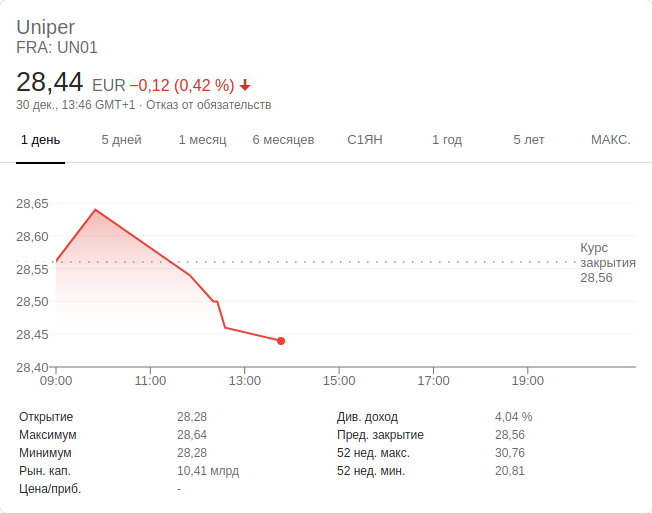 Uniper
FRA: UN01
28,44 EUR −0,12 (0,42 %)
30 дек., 13:46 GMT+1 · Отказ от обязательств
1 день 5 дней 1 месяц 6 месяцев С1ЯН 1 год 5 лет МАКС.
28,65
28,60
28,55
28,50
28,45
28,40
Курс
закрытия
28,56
09:00 11:00 13:00 15:00 17:00 19:00
Открытие 28,28 Див. доход 4,04 %
Максимум 28,64 Пред. закрытие 28,56
Минимум 28,28 52 нед. макс. 30,76
Рын. кап. 10,41 млрд 52 нед. мин. 20,81
Цена/приб. -